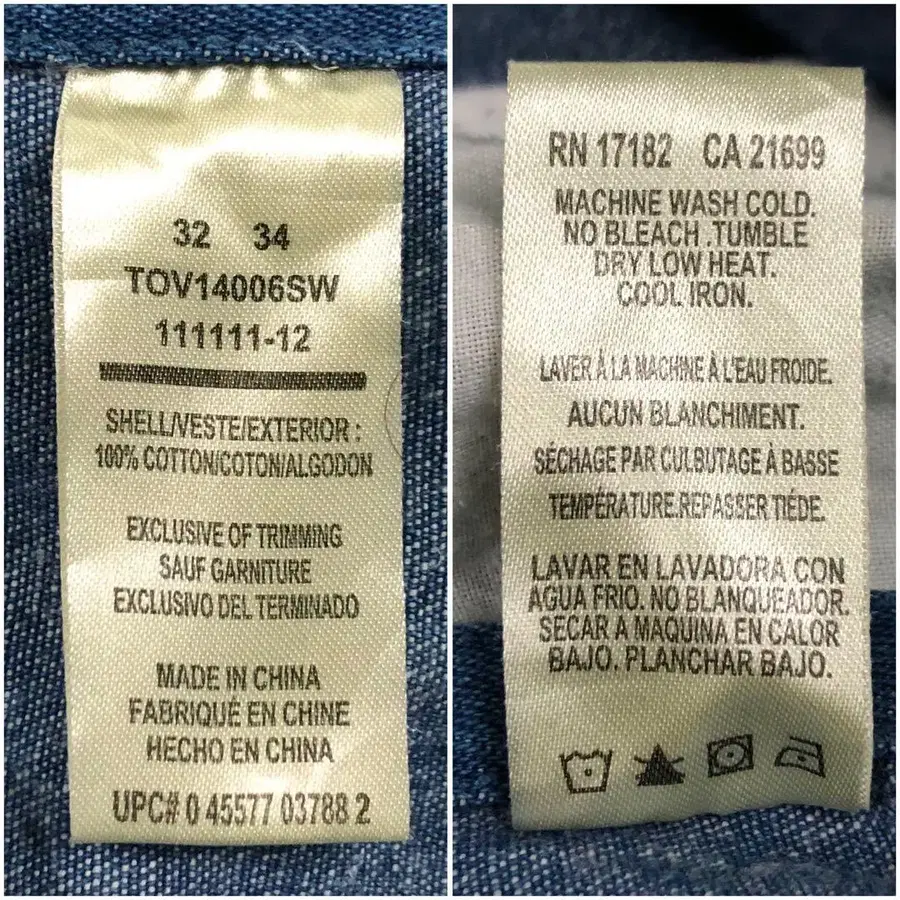 32 34
TOV14006SW
111111-12
SHELL/VESTE/EXTERIOR :
100% COTTON/COTON/ALGODON
EXCLUSIVE OF TRIMMING
SAUF GARNITURE
EXCLUSIVO DEL TERMINADO
MADE IN CHINA
FABRIQUÉ EN CHINE
HECHO EN CHINA
UPC# 0 45577 03788 2
RN 17182 CA 21699
MACHINE WASH COLD.
NO BLEACH .TUMBLE
DRY LOW HEAT.
COOL IRON.
LAVER À LA MACHINE À L'EAU FROIDE.
AUCUN BLANCHIMENT.
SÉCHAGE PAR CULBUTAGE À BASSE
TEMPÉRATURE.REPASSER TIÉDE.
LAVAR EN LAVADORA CON
AGUA FRIO. NO BLANQUEADOR.
SECAR A MAQUINA EN CALOR
BAJO. PLANCHAR BAJO.